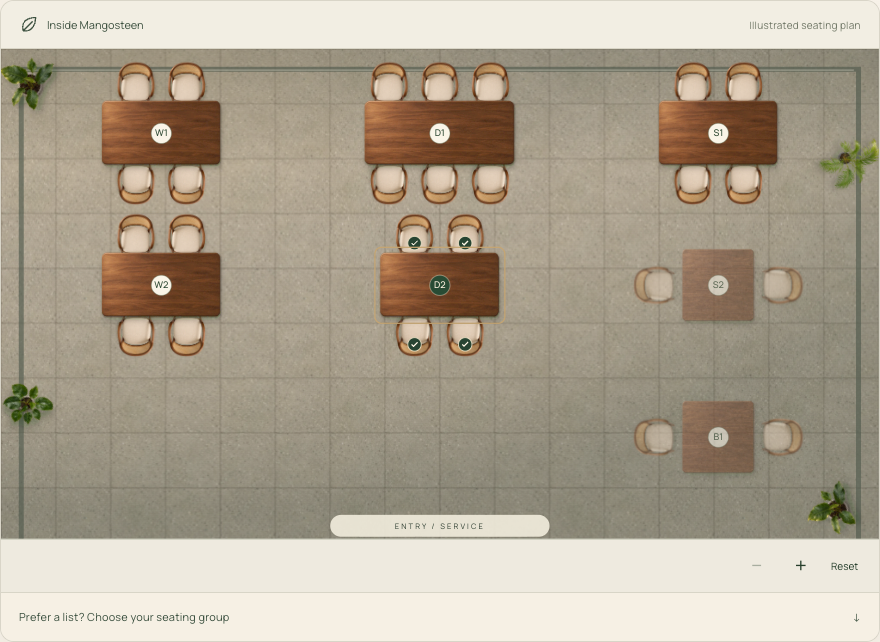 Inside Mangosteen
Illustrated seating plan
W1
D1
S1
W2
D2
S2
B1
ENTRY / SERVICE
− + Reset
Prefer a list? Choose your seating group ↓